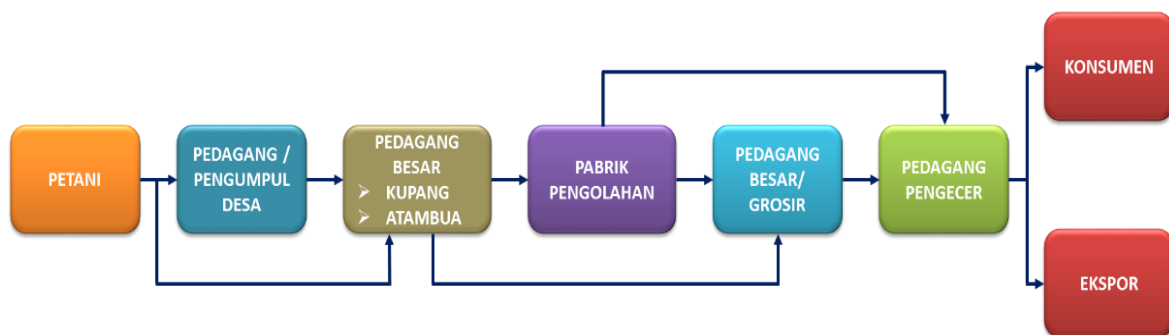 PETANI
PEDAGANG /
PENGUMPUL
DESA
PEDAGANG
BESAR
➢ KUPANG
➢ ATAMBUA
PABRIK
PENGOLAHAN
PEDAGANG
BESAR/
GROSIR
PEDAGANG
PENGECER
KONSUMEN
EKSPOR